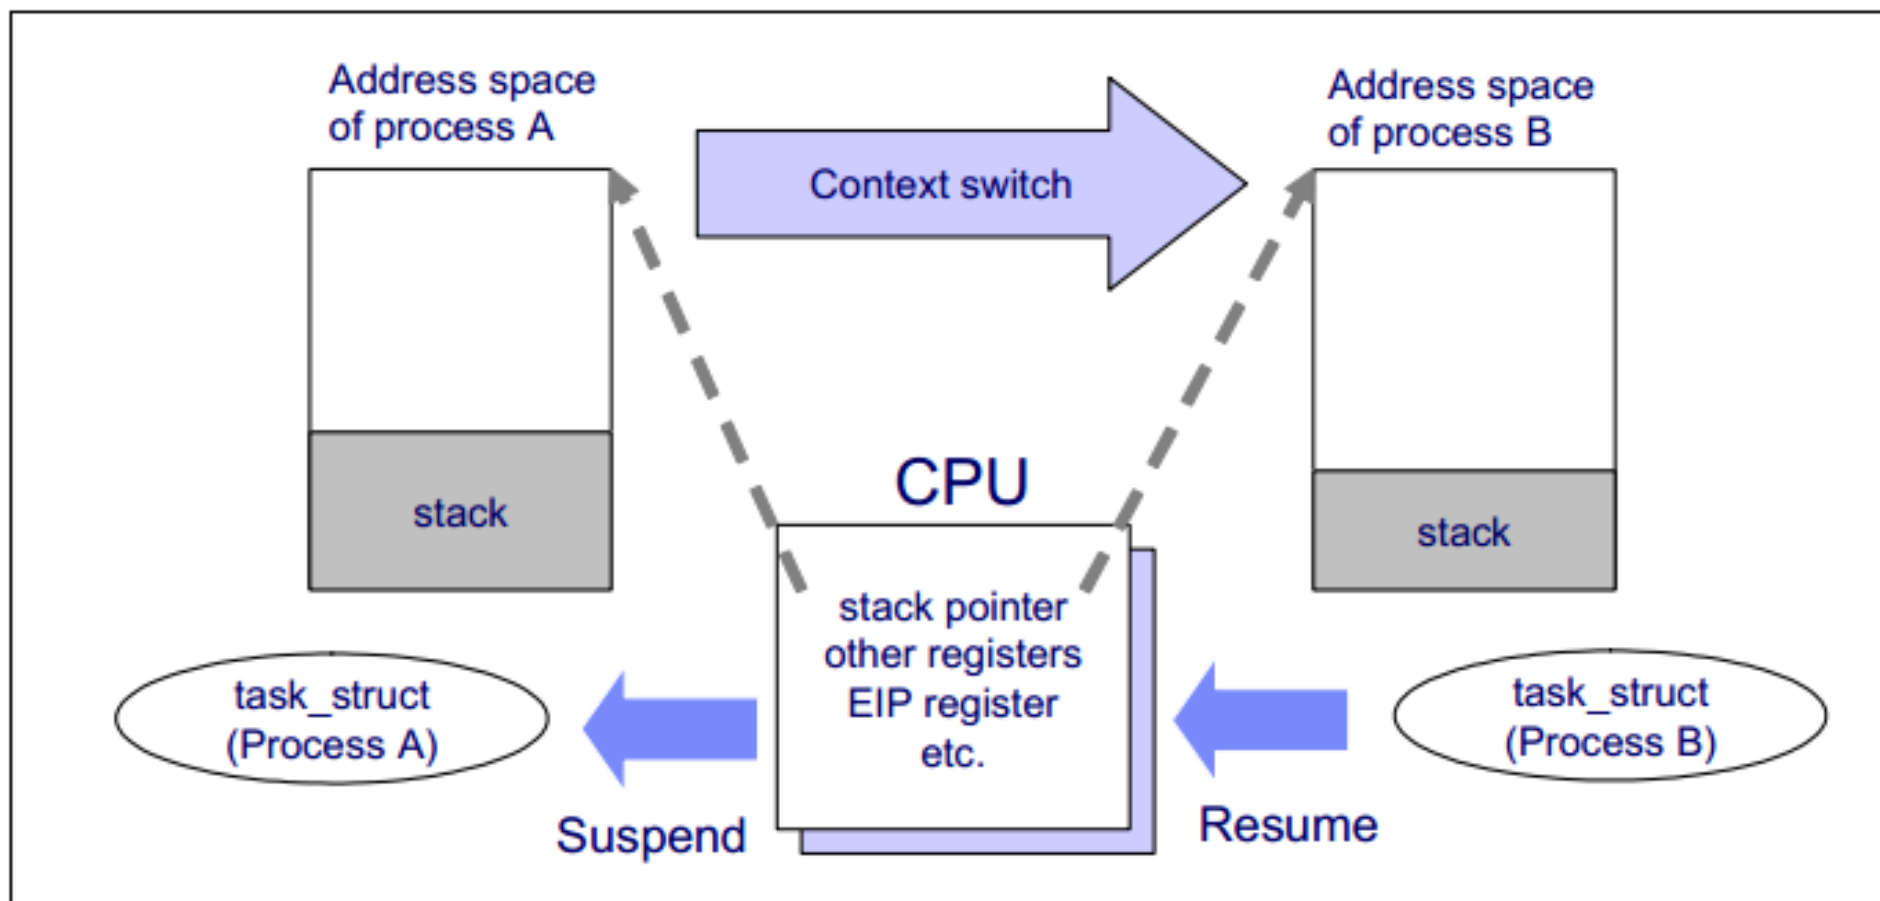 Address space
of process A
Context switch
Address space
of process B
stack
CPU
stack
stack pointer
other registers
EIP register
etc.
task_struct
(Process A)
task_struct
(Process B)
Suspend
Resume